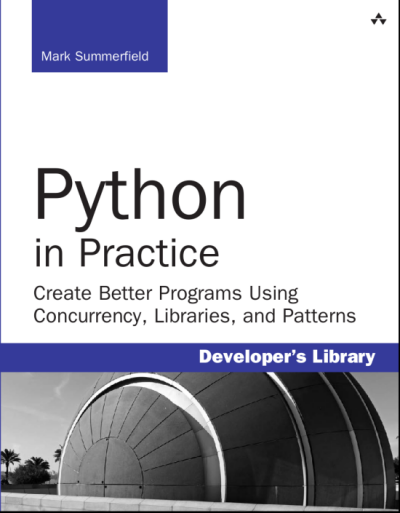 Mark Summerfield
Python
in Practice
Create Better Programs Using
Concurrency, Libraries, and Patterns
Developer's Library